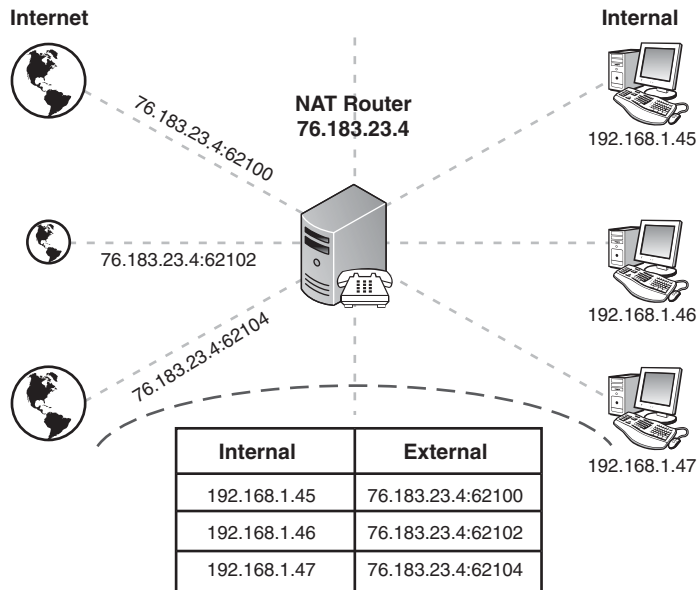 Internet
Internal
NAT Router
76.183.23.4
76.183.23.4:62100
192.168.1.45
76.183.23.4:62102
192.168.1.46
76.183.23.4:62104
192.168.1.47
Internal External
192.168.1.45 76.183.23.4:62100
192.168.1.46 76.183.23.4:62102
192.168.1.47 76.183.23.4:62104